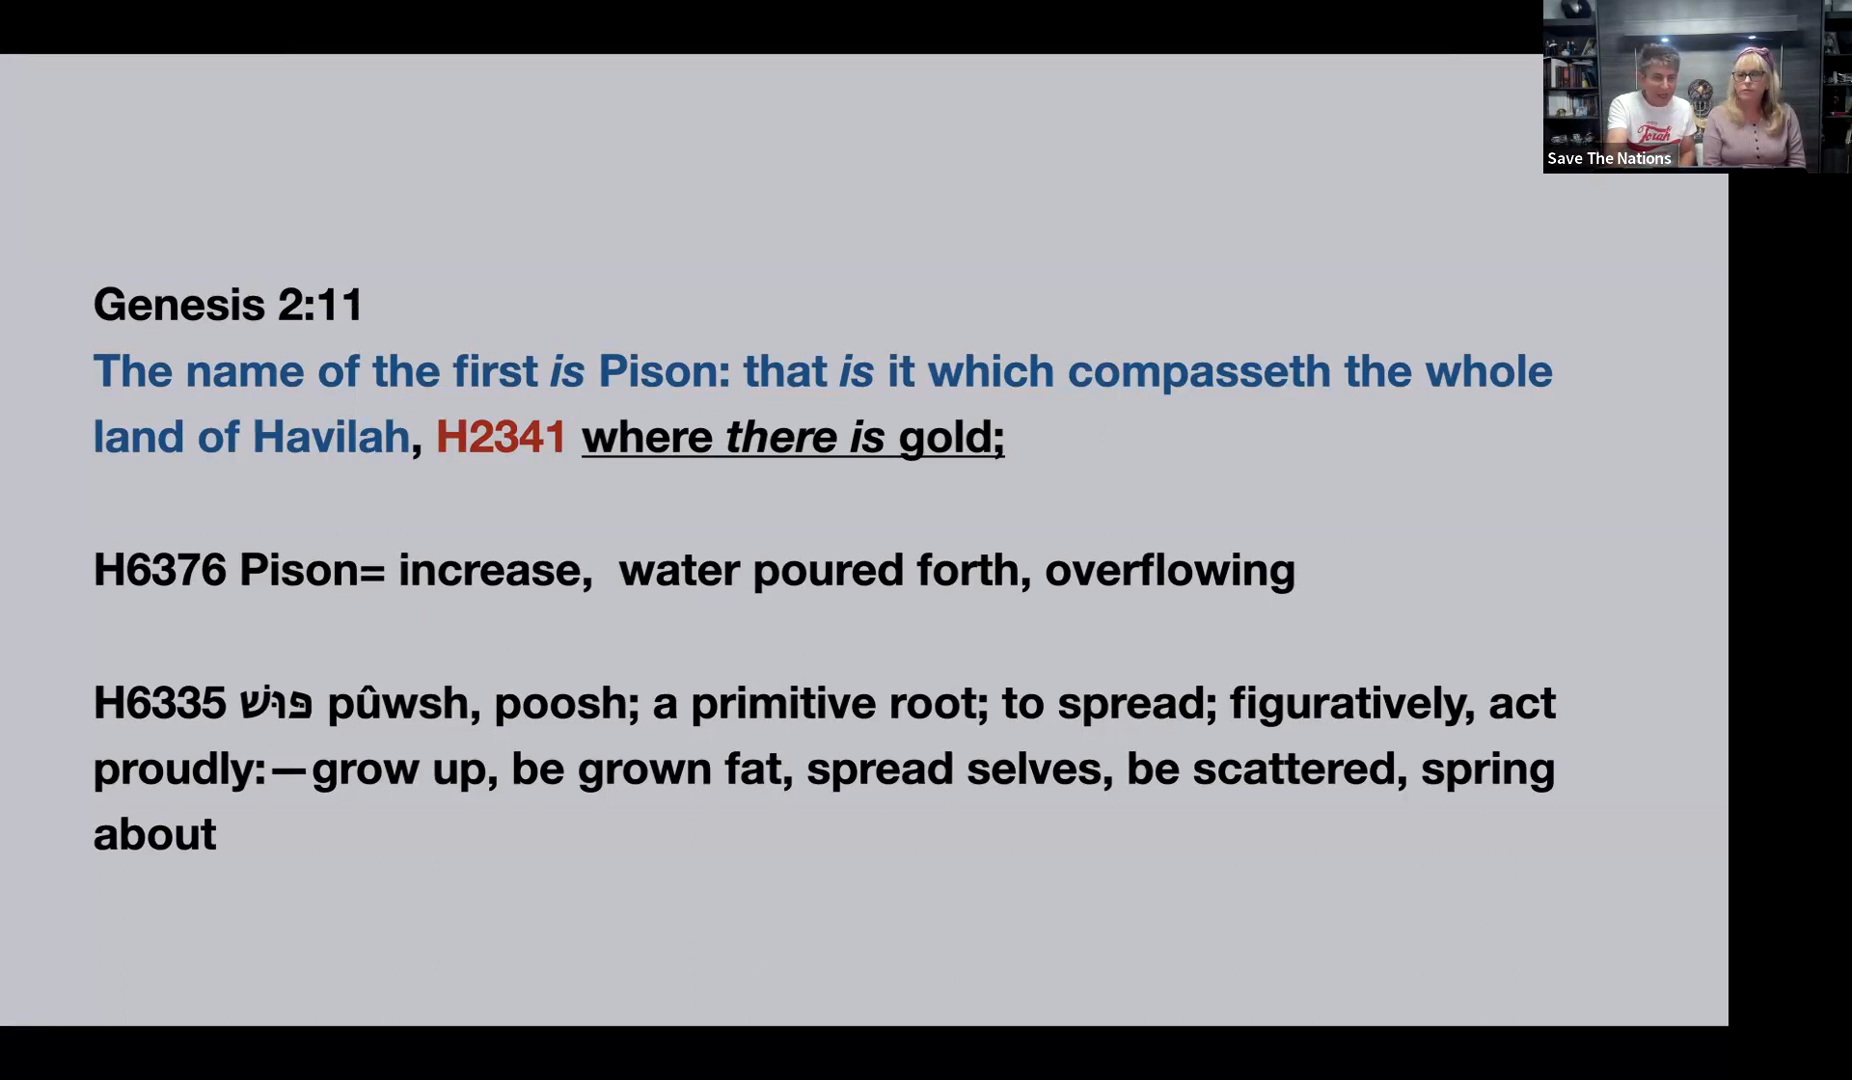 Save The Nations
Torah
Genesis 2:11
The name of the first is Pison: that is it which compasseth the whole
land of Havilah, H2341 where there is gold;
H6376 Pison= increase,  water poured forth, overflowing
H6335 פּוּשׁ pûwsh, poosh; a primitive root; to spread; figuratively, act
proudly:—grow up, be grown fat, spread selves, be scattered, spring
about